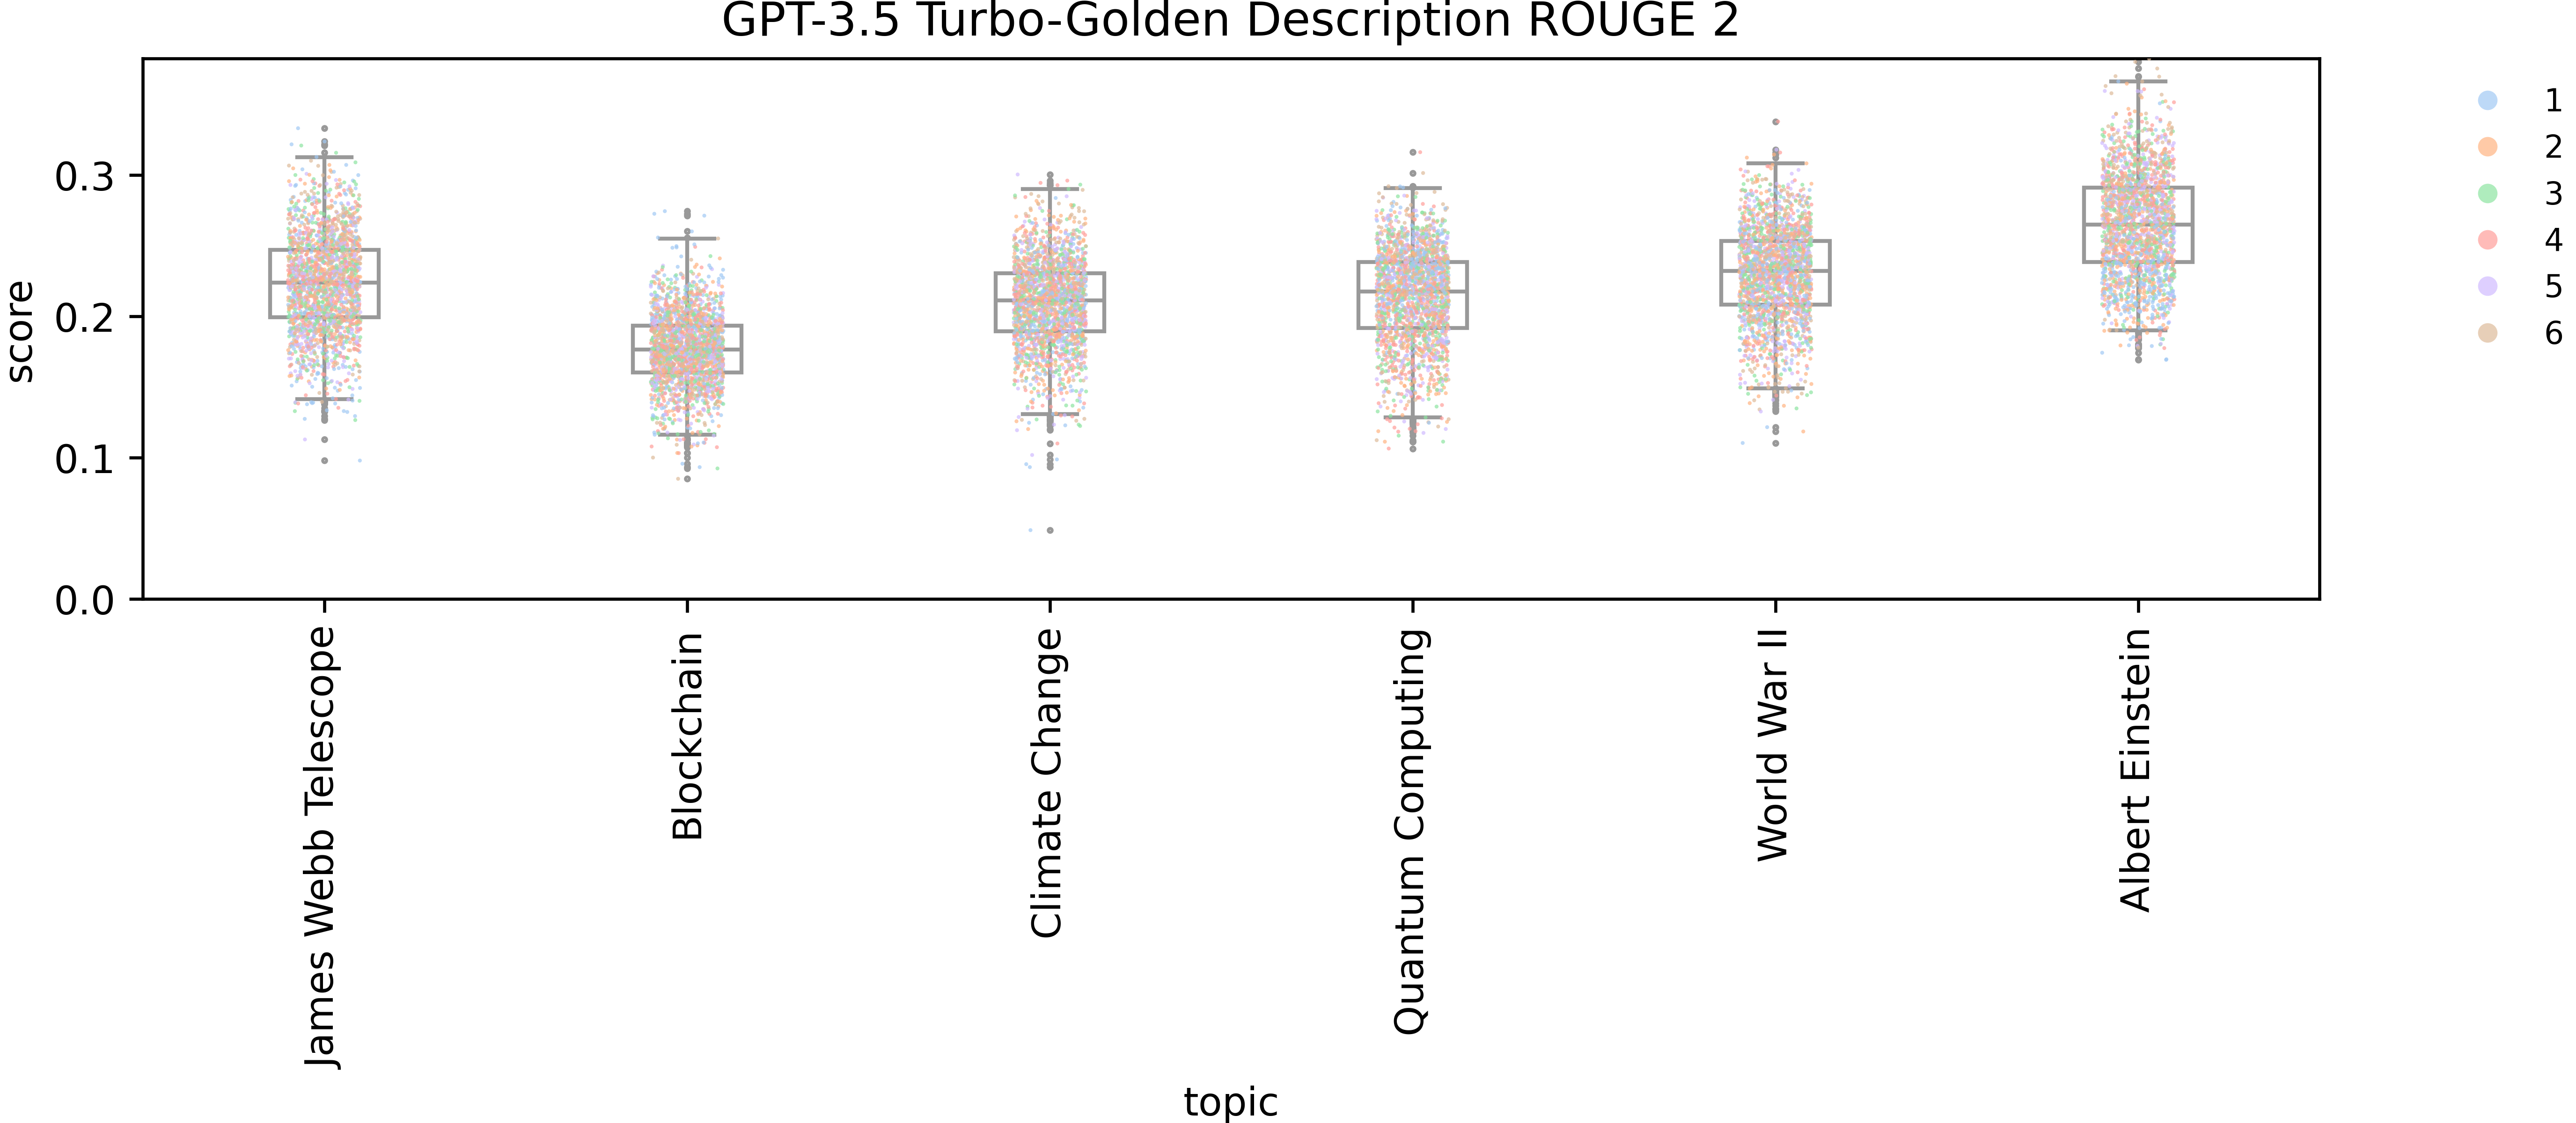 GPT-3.5 Turbo-Golden Description ROUGE 2
score
0.3
0.2
0.1
0.0
James Webb Telescope
Blockchain
Climate Change
Quantum Computing
World War II
Albert Einstein
topic
1
2
3
4
5
6